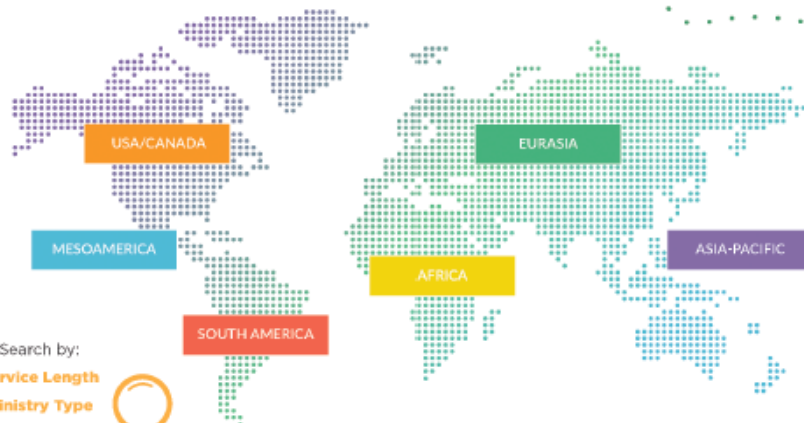 USA/CANADA
EURASIA
MESOAMERICA
ASIA-PACIFIC
AFRICA
SOUTH AMERICA
Search by:
rvice Length
inistry Type